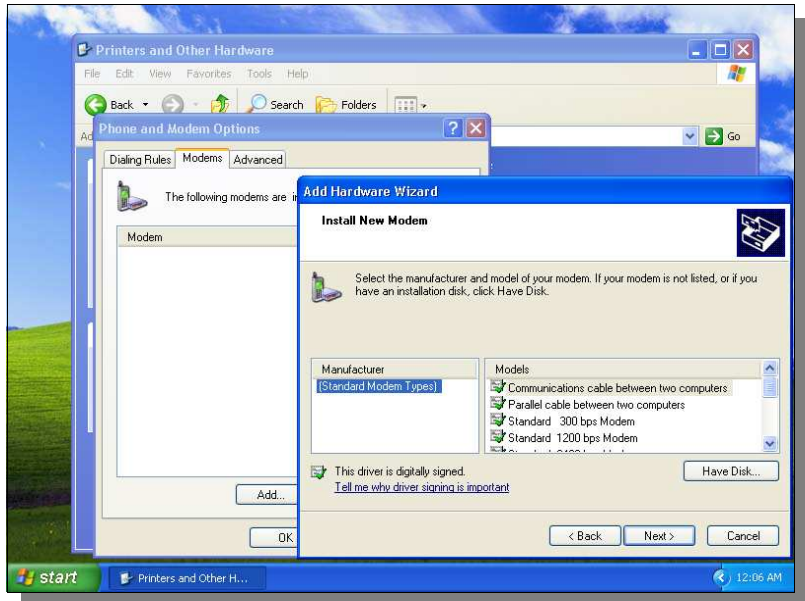 Printers and Other Hardware
File Edit View Favorites Tools Help
Back Search Folders
Ad Go
Phone and Modem Options
Dialing Rules Modems Advanced
The following modems are
Modem
Add...
OK
Add Hardware Wizard
Install New Modem
Select the manufacturer and model of your modem. If your modem is not listed, or if you
have an installation disk, click Have Disk.
Manufacturer
(Standard Modem Types)
Models
Communications cable between two computers
Parallel cable between two computers
Standard 300 bps Modem
Standard 1200 bps Modem
This driver is digitally signed.
Tell me why driver signing is important
Have Disk...
< Back Next > Cancel
start Printers and Other H... 12:06 AM